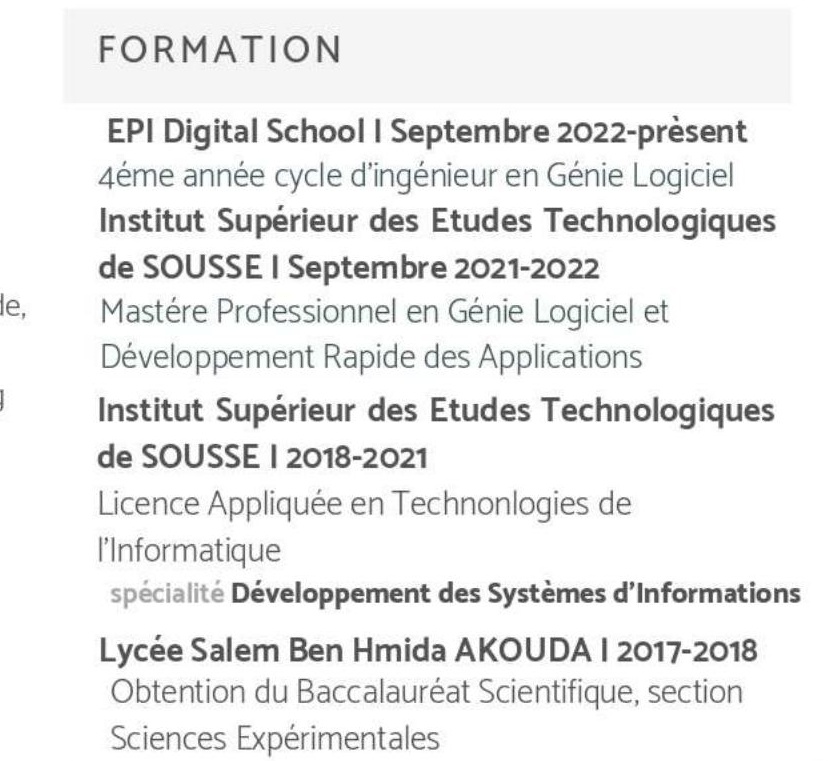 FORMATION
EPI Digital School I Septembre 2022-prèsent
4éme année cycle d'ingénieur en Génie Logiciel
Institut Supérieur des Etudes Technologiques
de SOUSSE I Septembre 2021-2022
de,
Mastére Professionnel en Génie Logiciel et
Développement Rapide des Applications
Institut Supérieur des Etudes Technologiques
de SOUSSE I 2018-2021
Licence Appliquée en Technonlogies de
l'Informatique
spécialité Développement des Systèmes d'Informations
Lycée Salem Ben Hmida AKOUDA I 2017-2018
Obtention du Baccalauréat Scientifique, section
Sciences Expérimentales